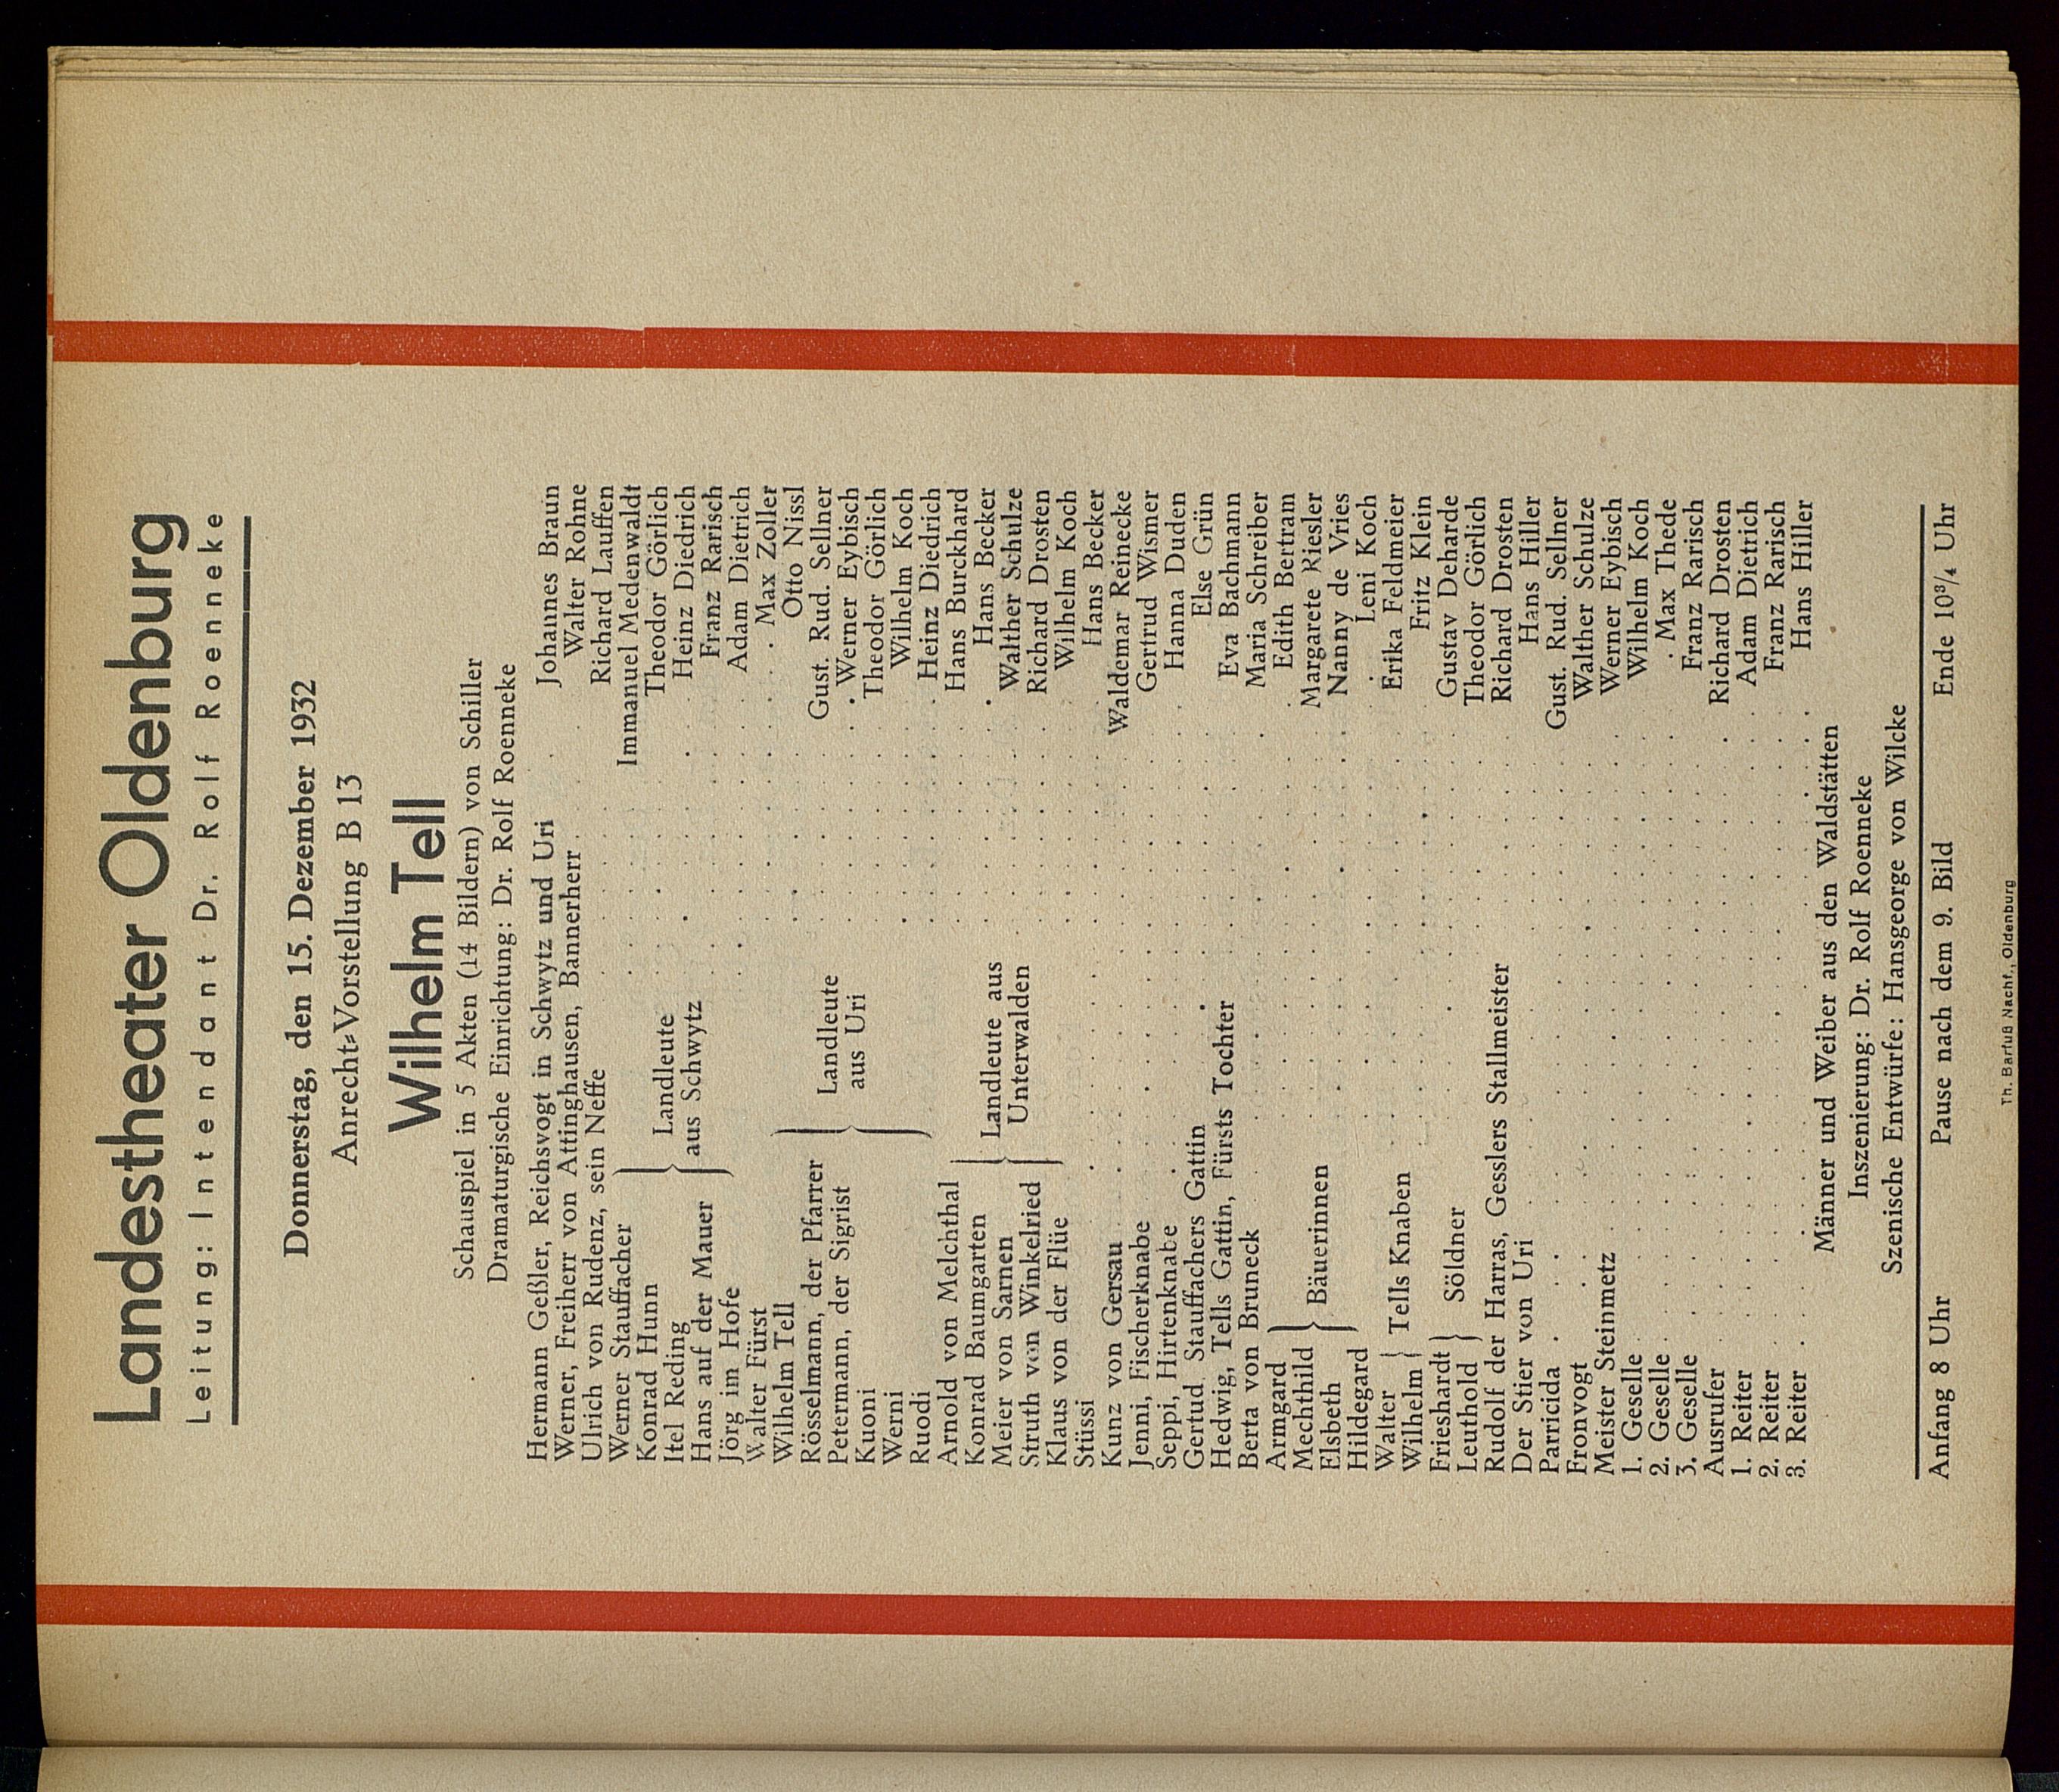 Landestheater Oldenburg
Leitung: Intendant Dr. Rolf Roenneke
Donnerstag, den 15. Dezember 1932
Anrecht-Vorstellung B 13
Wilhelm Tell
Schauspiel in 5 Akten (14 Bildern) von Schiller
Dramaturgische Einrichtung: Dr. Rolf Roenneke
Hermann Geßler, Reichsvogt in Schwytz und Uri Johannes Braun
Werner, Freiherr von Attinghausen, Bannerherr Walter Rohne
Ulrich von Rudenz, sein Neffe Richard Lauffen
Werner Stauffacher Immanuel Medenwaldt
Konrad Hunn Landleute Theodor Görlich
Itel Reding aus Schwytz Heinz Diedrich
Hans auf der Mauer Franz Rarisch
Jörg im Hofe Adam Dietrich
Walter Fürst Max Zoller
Wilhelm Tell Otto Nissl
Rösselmann, der Pfarrer Landleute Gust. Rud. Sellner
Petermann, der Sigrist aus Uri Werner Eybisch
Kuoni Theodor Görlich
Werni Wilhelm Koch
Ruodi Heinz Diedrich
Arnold von Melchthal Hans Burckhard
Konrad Baumgarten Landleute aus Hans Becker
Meier von Sarnen Unterwalden Walther Schulze
Struth von Winkelried Richard Drosten
Klaus von der Flüe Wilhelm Koch
Stüssi Hans Becker
Kunz von Gersau Waldemar Reinecke
Jenni, Fischerknabe Gertrud Wismer
Seppi, Hirtenknabe Hanna Duden
Gertud Stauffachers Gattin Else Grün
Hedwig, Tells Gattin, Fürsts Tochter Eva Bachmann
Berta von Bruneck Maria Schreiber
Armgard Edith Bertram
Mechthild Bäuerinnen Margarete Riesler
Elsbeth Nanny de Vries
Hildegard Leni Koch
Walter Tells Knaben Erika Feldmeier
Wilhelm Fritz Klein
Frieshardt Söldner Gustav Deharde
Leuthold Theodor Görlich
Rudolf der Harras, Gesslers Stallmeister Richard Drosten
Der Stier von Uri Hans Hiller
Parricida Gust. Rud. Sellner
Fronvogt Walther Schulze
Meister Steinmetz Werner Eybisch
1. Geselle Wilhelm Koch
2. Geselle Max Thede
3. Geselle Franz Rarisch
Ausrufer Richard Drosten
1. Reiter Adam Dietrich
2. Reiter Franz Rarisch
3. Reiter Hans Hiller
Männer und Weiber aus den Waldstätten
Inszenierung: Dr. Rolf Roenneke
Szenische Entwürfe: Hansgeorge von Wilcke
Anfang 8 Uhr Pause nach dem 9. Bild Ende 10¾ Uhr
Th. Barfuß Nachf., Oldenburg